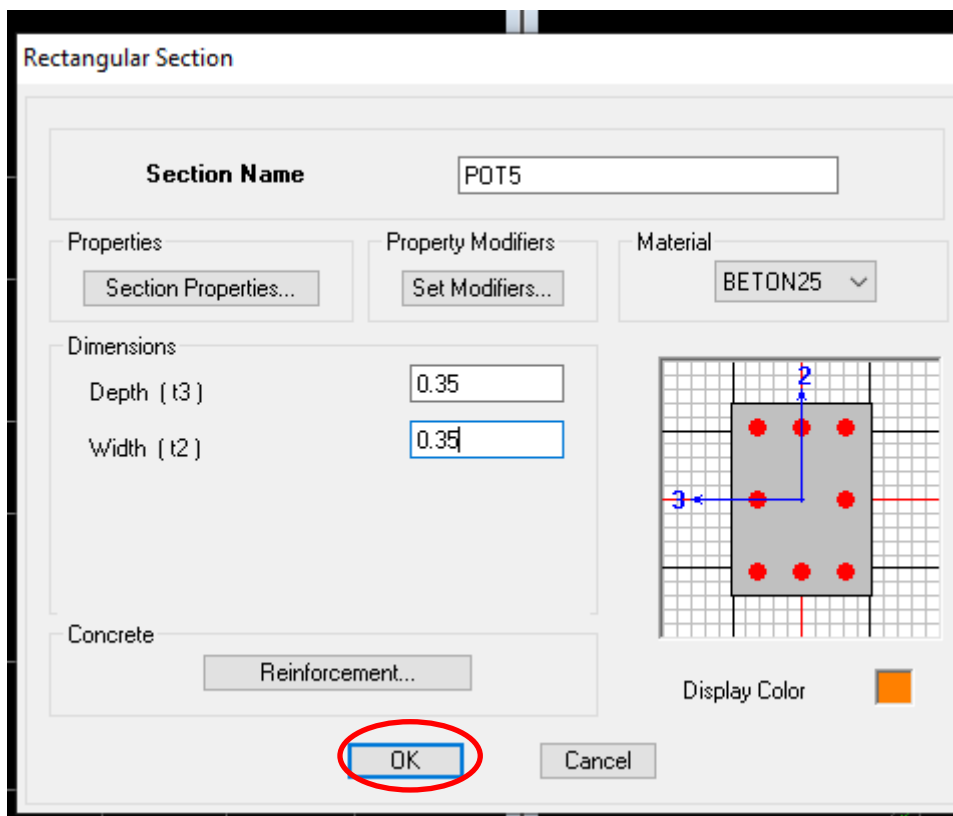 Rectangular Section
Section Name POT5
Properties Property Modifiers Material
Section Properties... Set Modifiers... BETON25
Dimensions
Depth ( t3 ) 0.35
Width ( t2 ) 0.35
2
3
Concrete
Reinforcement...
Display Color
OK Cancel